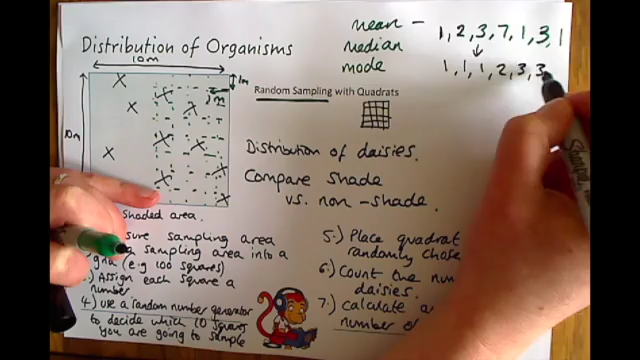 Distribution of Organisms
10m
1m
1m
10m
mean -
median
mode
1, 2, 3, 7, 1, 3, 1
1, 1, 1, 2, 3, 3
Random Sampling with Quadrats
Distribution of daisies.
Compare Shade
vs. non-shade.
shaded area.
sure sampling area
a sampling area into a
grid (e.g 100 squares)
.) Assign each square a
number
4.) use a random number generator
to decide which 10 squares
you are going to sample
5.) Place quadrat
randomly chose
6.) Count the num
daisies.
7.) calculate a
number o